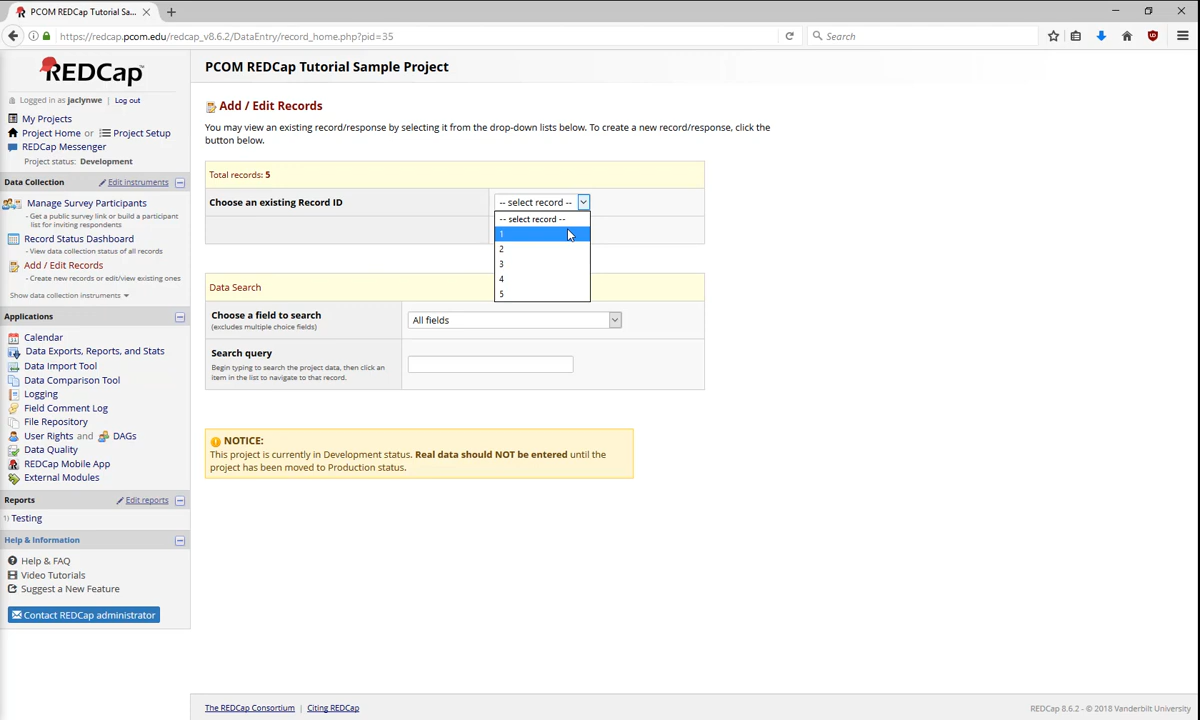 PCOM REDCap Tutorial Sa...
https://redcap.pcom.edu/redcap_v8.6.2/DataEntry/record_home.php?pid=35
Search
REDCap
Logged in as jaclynwe | Log out
My Projects
Project Home or Project Setup
REDCap Messenger
Project status: Development
Data Collection Edit instruments
Manage Survey Participants
- Get a public survey link or build a participant
list for inviting respondents
Record Status Dashboard
- View data collection status of all records
Add / Edit Records
- Create new records or edit/view existing ones
Show data collection instruments
Applications
Calendar
Data Exports, Reports, and Stats
Data Import Tool
Data Comparison Tool
Logging
Field Comment Log
File Repository
User Rights and DAGs
Data Quality
REDCap Mobile App
External Modules
Reports Edit reports
1) Testing
Help & Information
Help & FAQ
Video Tutorials
Suggest a New Feature
Contact REDCap administrator
PCOM REDCap Tutorial Sample Project
Add / Edit Records
You may view an existing record/response by selecting it from the drop-down lists below. To create a new record/response, click the
button below.
Total records: 5
Choose an existing Record ID -- select record --
-- select record --
1
2
3
4
5
Data Search
Choose a field to search All fields
(excludes multiple choice fields)
Search query
Begin typing to search the project data, then click an
item in the list to navigate to that record.
NOTICE:
This project is currently in Development status. Real data should NOT be entered until the
project has been moved to Production status.
The REDCap Consortium | Citing REDCap
REDCap 8.6.2 - © 2018 Vanderbilt University